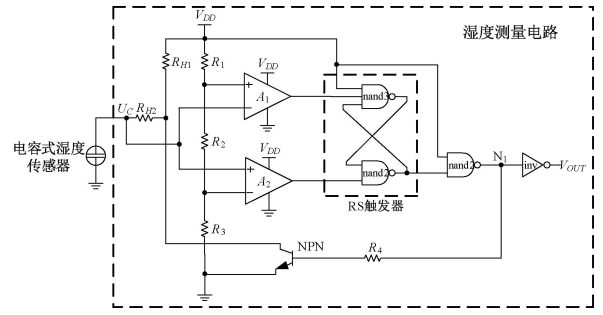 V_DD
湿度测量电路
R_H1
R_1
V_DD
U_C
R_H2
A_1
nand3
电容式湿度
传感器
R_2
V_DD
A_2
nand2
nand2
N_1
inv
V_OUT
RS触发器
R_3
NPN
R_4